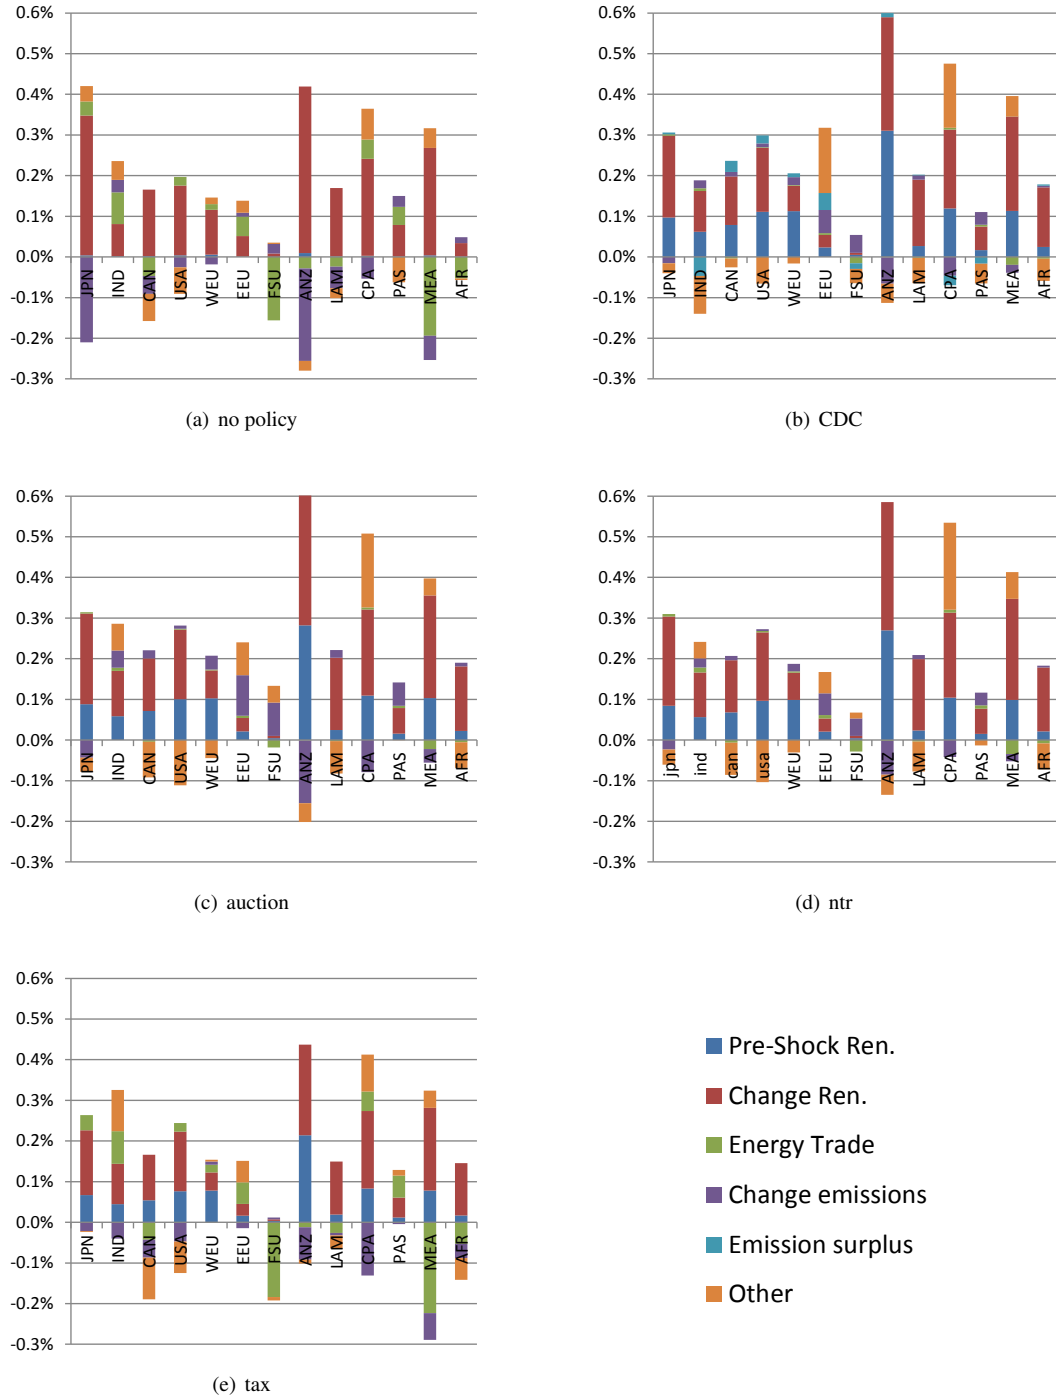 0.6%
0.5%
0.4%
0.3%
0.2%
0.1%
0.0%
-0.1%
-0.2%
-0.3%
JPN
IND
CAN
USA
WEU
EEU
FSU
ANZ
LAM
CPA
PAS
MEA
AFR
(a) no policy
0.6%
0.5%
0.4%
0.3%
0.2%
0.1%
0.0%
-0.1%
-0.2%
-0.3%
JPN
IND
CAN
USA
WEU
EEU
FSU
ANZ
LAM
CPA
PAS
MEA
AFR
(b) CDC
0.6%
0.5%
0.4%
0.3%
0.2%
0.1%
0.0%
-0.1%
-0.2%
-0.3%
JPN
IND
CAN
USA
WEU
EEU
FSU
ANZ
LAM
CPA
PAS
MEA
AFR
(c) auction
0.6%
0.5%
0.4%
0.3%
0.2%
0.1%
0.0%
-0.1%
-0.2%
-0.3%
jpn
ind
can
usa
WEU
EEU
FSU
ANZ
LAM
CPA
PAS
MEA
AFR
(d) ntr
0.6%
0.5%
0.4%
0.3%
0.2%
0.1%
0.0%
-0.1%
-0.2%
-0.3%
JPN
IND
CAN
USA
WEU
EEU
FSU
ANZ
LAM
CPA
PAS
MEA
AFR
(e) tax
Pre-Shock Ren.
Change Ren.
Energy Trade
Change emissions
Emission surplus
Other